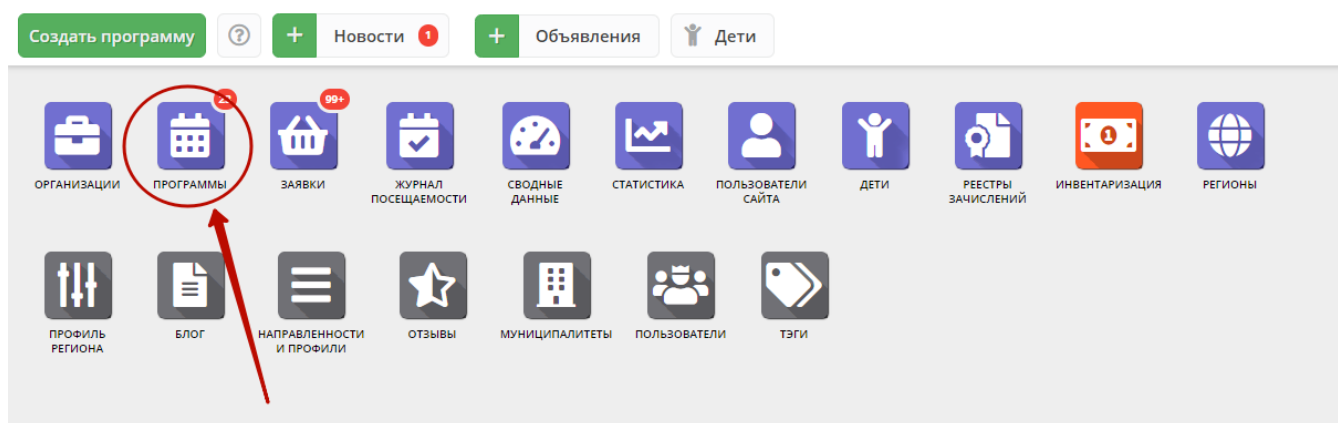 Создать программу ? + Новости 1 + Объявления Дети
23 99+
ОРГАНИЗАЦИИ ПРОГРАММЫ ЗАЯВКИ ЖУРНАЛ СВОДНЫЕ СТАТИСТИКА ПОЛЬЗОВАТЕЛИ ДЕТИ РЕЕСТРЫ ИНВЕНТАРИЗАЦИЯ РЕГИОНЫ
ПОСЕЩАЕМОСТИ ДАННЫЕ САЙТА ЗАЧИСЛЕНИЙ
ПРОФИЛЬ БЛОГ НАПРАВЛЕННОСТИ ОТЗЫВЫ МУНИЦИПАЛИТЕТЫ ПОЛЬЗОВАТЕЛИ ТЭГИ
РЕГИОНА И ПРОФИЛИ